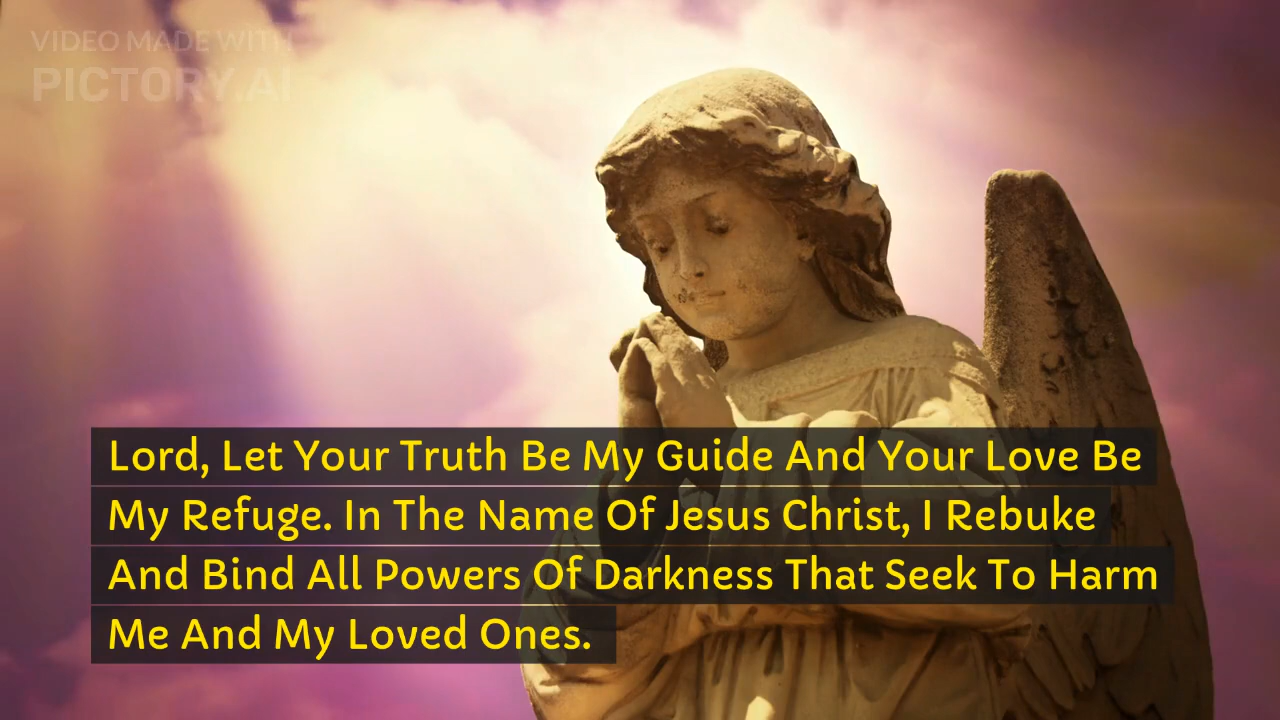 VIDEO MADE WITH
PICTORY.AI
Lord, Let Your Truth Be My Guide And Your Love Be
My Refuge. In The Name Of Jesus Christ, I Rebuke
And Bind All Powers Of Darkness That Seek To Harm
Me And My Loved Ones.